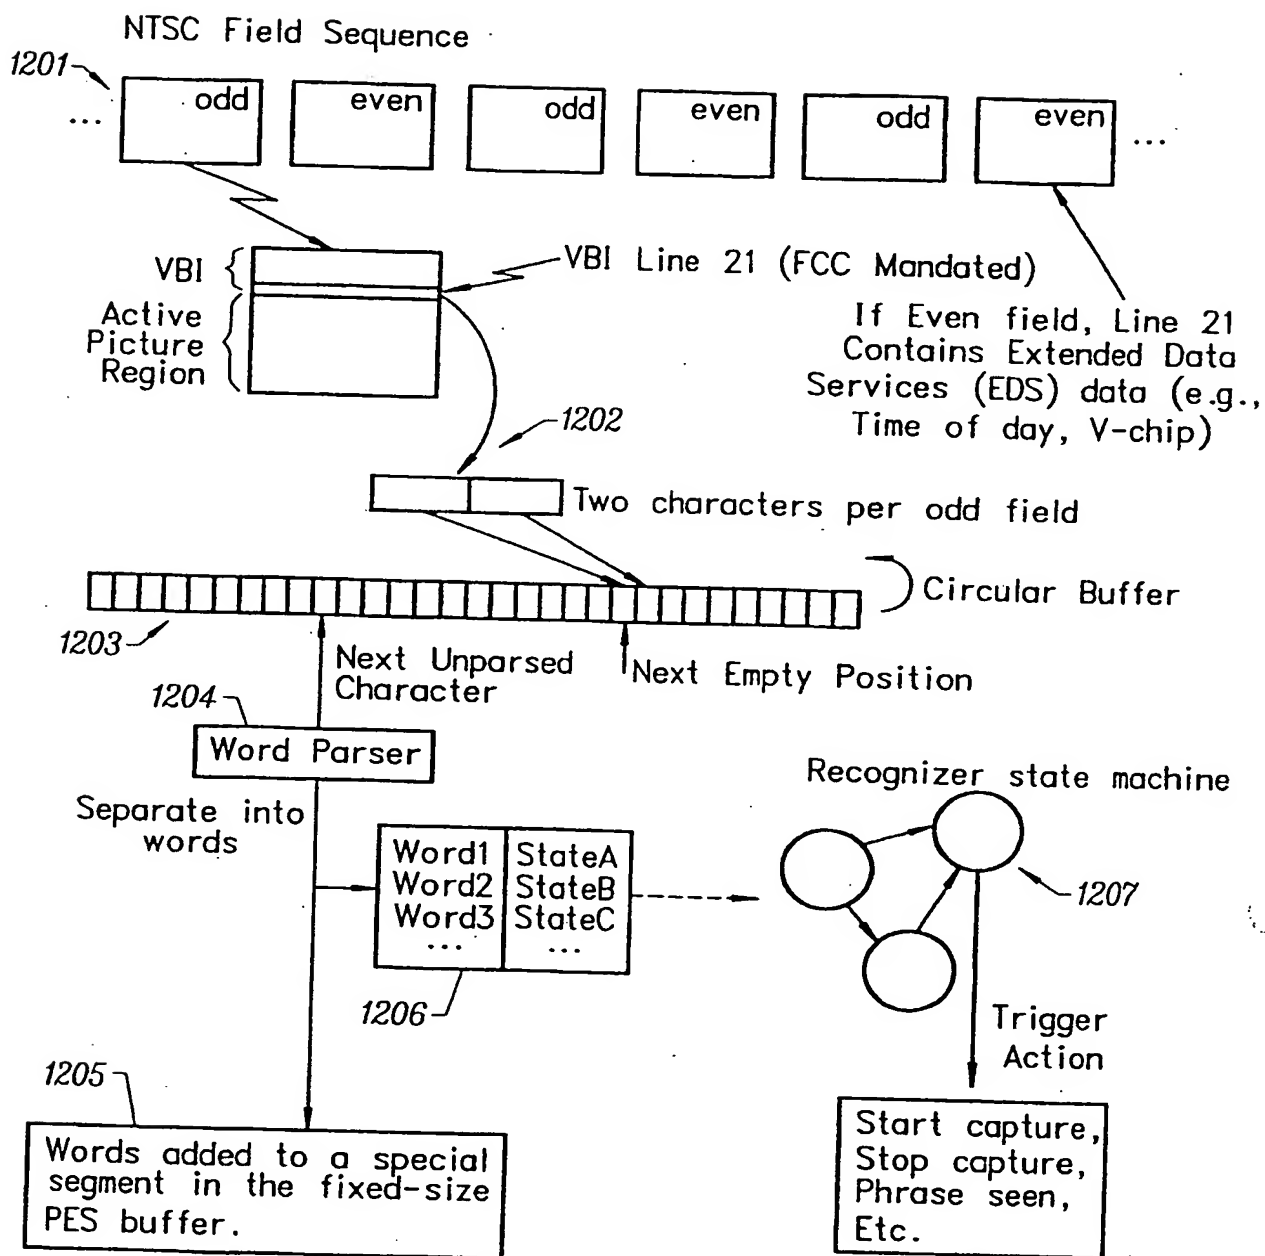 NTSC Field Sequence
1201
... odd even odd even odd even ...
VBI
VBI Line 21 (FCC Mandated)
Active
Picture
Region
If Even field, Line 21
Contains Extended Data
Services (EDS) data (e.g.,
Time of day, V-chip)
1202
Two characters per odd field
Circular Buffer
1203
Next Unparsed
Character
Next Empty Position
1204
Word Parser
Separate into
words
Recognizer state machine
Word1 StateA
Word2 StateB
Word3 StateC
... ...
1207
1206
Trigger
Action
1205
Words added to a special
segment in the fixed-size
PES buffer.
Start capture,
Stop capture,
Phrase seen,
Etc.